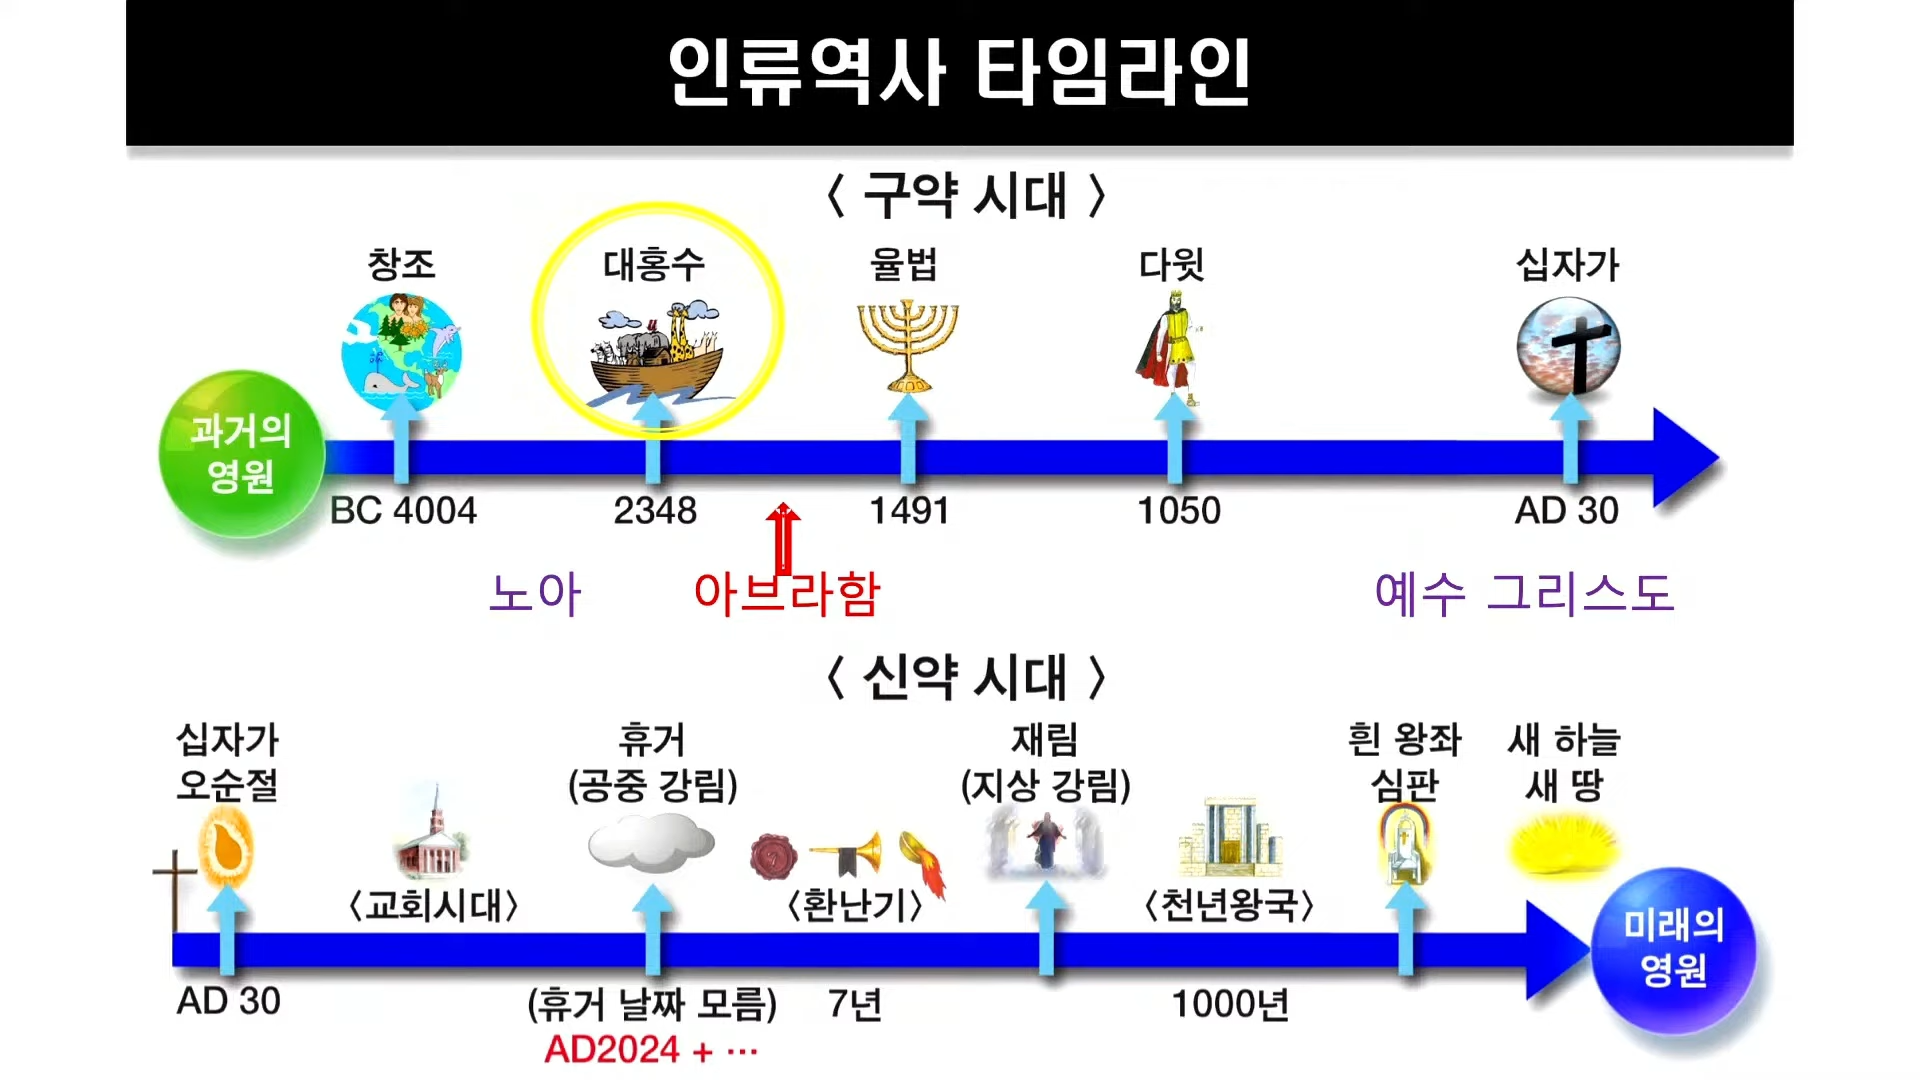 인류역사 타임라인
〈 구약 시대 〉
창조
대홍수
율법
다윗
십자가
과거의
영원
BC 4004
2348
1491
1050
AD 30
노아
아브라함
예수 그리스도
〈 신약 시대 〉
십자가
오순절
휴거
(공중 강림)
재림
(지상 강림)
흰 왕좌
심판
새 하늘
새 땅
〈교회시대〉
〈환난기〉
〈천년왕국〉
미래의
영원
AD 30
(휴거 날짜 모름)
7년
1000년
AD2024 + ···